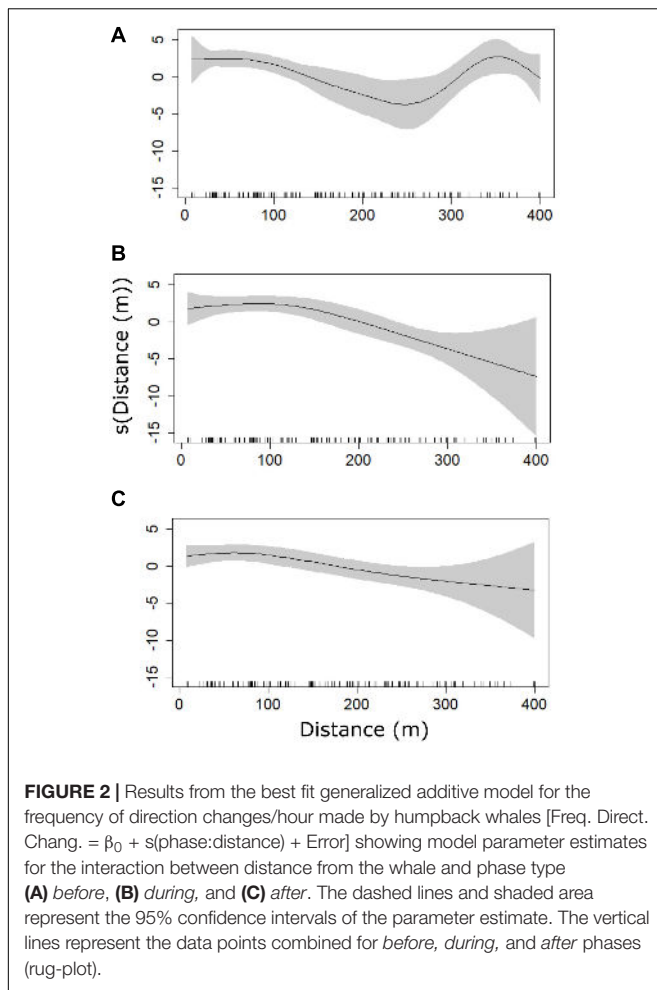 A
5
0
-5
-10
-15
0 100 200 300 400
B
5
0
-5
-10
-15
0 100 200 300 400
s(Distance (m))
C
5
0
-5
-10
-15
0 100 200 300 400
Distance (m)
FIGURE 2 | Results from the best fit generalized additive model for the
frequency of direction changes/hour made by humpback whales [Freq. Direct.
Chang. = β₀ + s(phase:distance) + Error] showing model parameter estimates
for the interaction between distance from the whale and phase type
(A) before, (B) during, and (C) after. The dashed lines and shaded area
represent the 95% confidence intervals of the parameter estimate. The vertical
lines represent the data points combined for before, during, and after phases
(rug-plot).